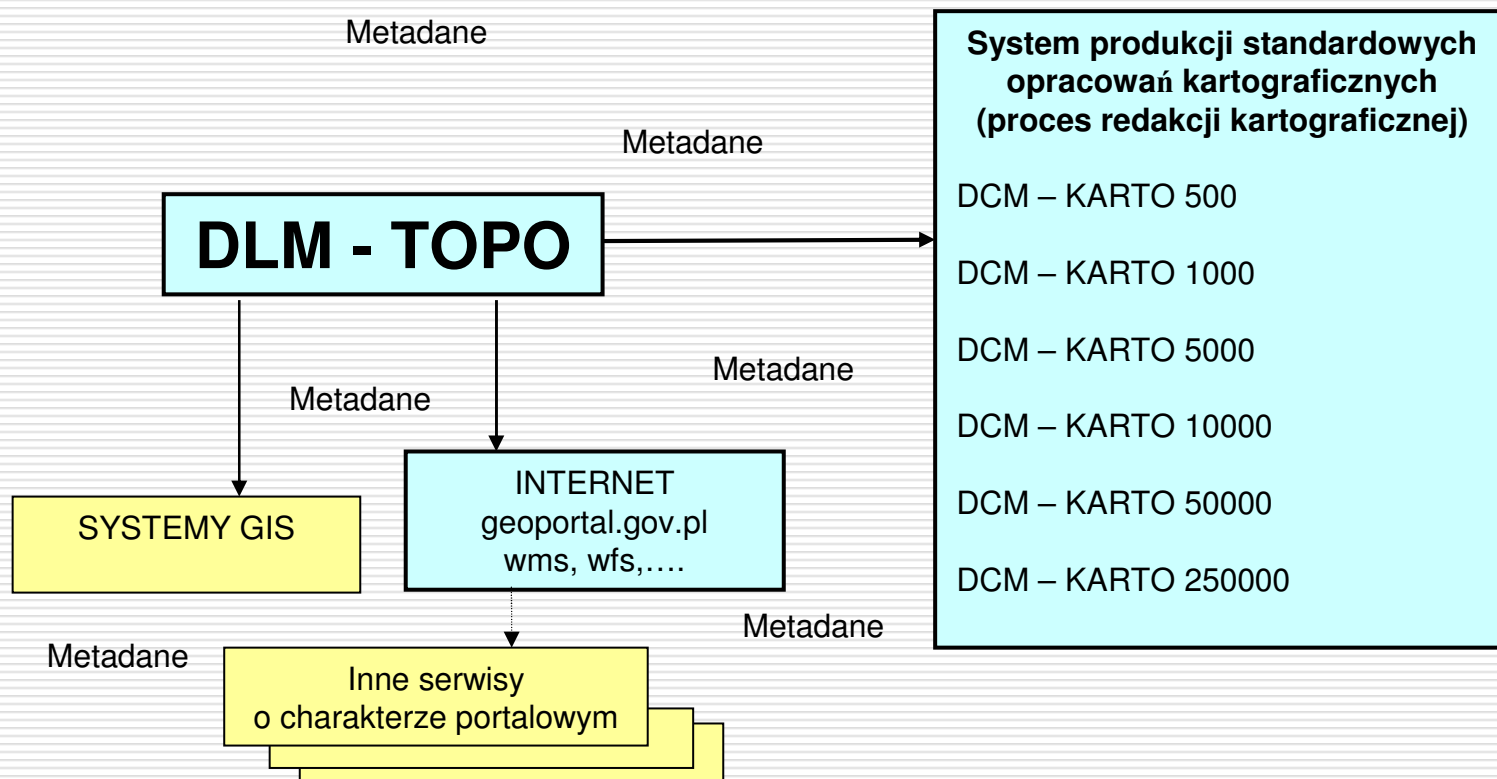 Metadane
System produkcji standardowych
opracowań kartograficznych
(proces redakcji kartograficznej)
Metadane
DCM – KARTO 500
DLM - TOPO
DCM – KARTO 1000
DCM – KARTO 5000
Metadane
Metadane
DCM – KARTO 10000
INTERNET
geoportal.gov.pl
wms, wfs,….
SYSTEMY GIS
DCM – KARTO 50000
DCM – KARTO 250000
Metadane
Metadane
Inne serwisy
o charakterze portalowym